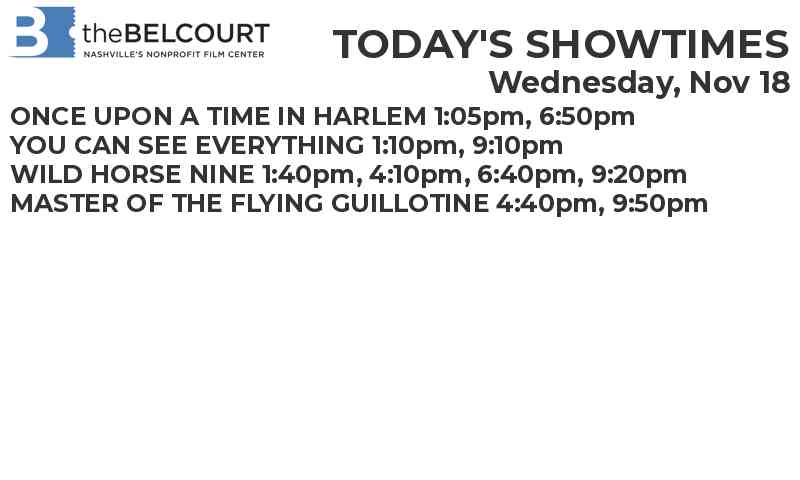 B theBELCOURT
NASHVILLE'S NONPROFIT FILM CENTER
TODAY'S SHOWTIMES
Wednesday, Nov 18
ONCE UPON A TIME IN HARLEM 1:05pm, 6:50pm
YOU CAN SEE EVERYTHING 1:10pm, 9:10pm
WILD HORSE NINE 1:40pm, 4:10pm, 6:40pm, 9:20pm
MASTER OF THE FLYING GUILLOTINE 4:40pm, 9:50pm